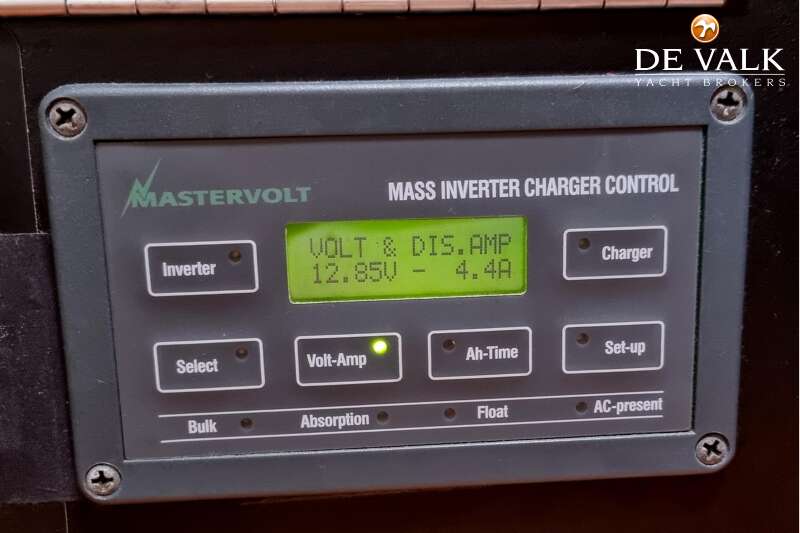 DE VALK
YACHT BROKERS
MASTERVOLT
MASS INVERTER CHARGER CONTROL
VOLT & DIS.AMP
12.85V - 4.4A
Inverter
Charger
Select
Volt-Amp
Ah-Time
Set-up
Bulk
Absorption
Float
AC-present